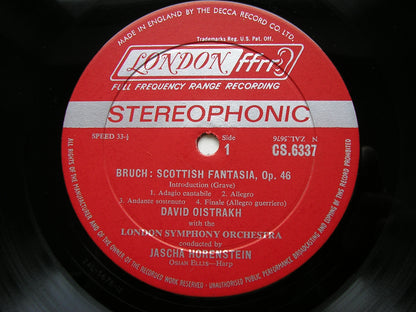 MADE IN ENGLAND BY THE DECCA RECORD CO. LTD.
Trademarks Reg. U.S. Pat. Off.
LONDON ffrr
FULL FREQUENCY RANGE RECORDING
STEREOPHONIC
SPEED 33⅓
Side
1
N
ZAL.5676
CS.6337
BRUCH: SCOTTISH FANTASIA, Op. 46
Introduction (Grave)
1. Adagio cantabile 2. Allegro
3. Andante sostenuto 4. Finale (Allegro guerriero)
DAVID OISTRAKH
with the
LONDON SYMPHONY ORCHESTRA
conducted by
JASCHA HORENSTEIN
OSIAN ELLIS—Harp
ALL RIGHTS OF THE MANUFACTURER AND OF THE OWNER OF THE RECORDED WORK RESERVED · UNAUTHORISED PUBLIC PERFORMANCE, BROADCASTING AND COPYING OF THIS RECORD PROHIBITED